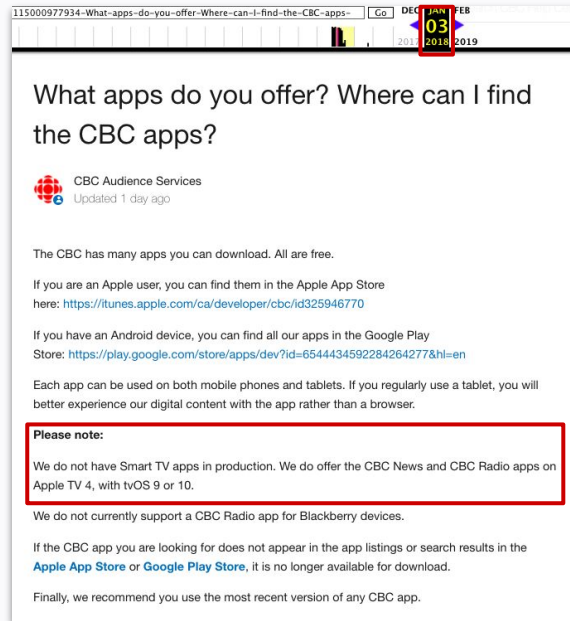 115000977934-What-apps-do-you-offer-Where-can-I-find-the-CBC-apps- Go DEC JAN FEB
03
2017 2018 2019
What apps do you offer? Where can I find
the CBC apps?
CBC Audience Services
Updated 1 day ago
The CBC has many apps you can download. All are free.
If you are an Apple user, you can find them in the Apple App Store
here: https://itunes.apple.com/ca/developer/cbc/id325946770
If you have an Android device, you can find all our apps in the Google Play
Store: https://play.google.com/store/apps/dev?id=6544434592284264277&hl=en
Each app can be used on both mobile phones and tablets. If you regularly use a tablet, you will
better experience our digital content with the app rather than a browser.
Please note:
We do not have Smart TV apps in production. We do offer the CBC News and CBC Radio apps on
Apple TV 4, with tvOS 9 or 10.
We do not currently support a CBC Radio app for Blackberry devices.
If the CBC app you are looking for does not appear in the app listings or search results in the
Apple App Store or Google Play Store, it is no longer available for download.
Finally, we recommend you use the most recent version of any CBC app.